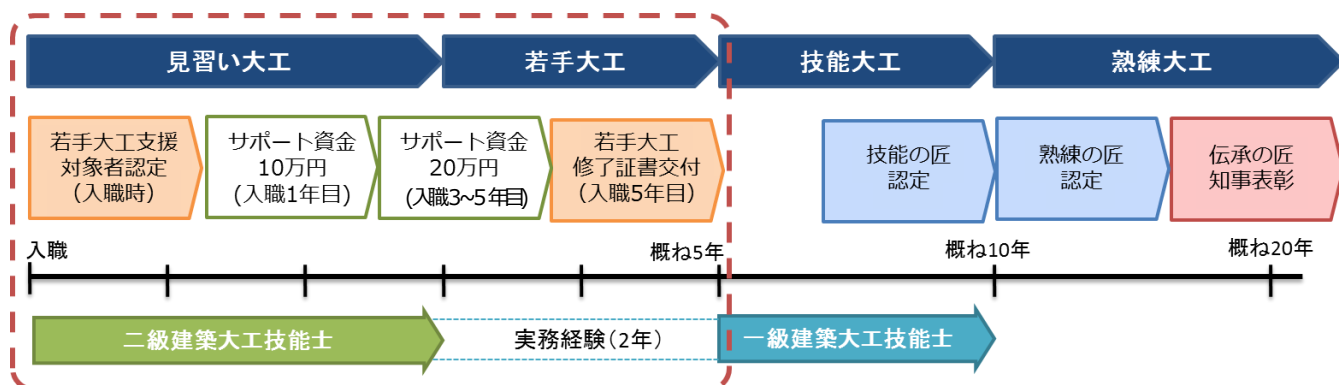 見習い大工
若手大工
技能大工
熟練大工
若手大工支援
対象者認定
(入職時)
サポート資金
10万円
(入職1年目)
サポート資金
20万円
(入職3~5年目)
若手大工
修了証書交付
(入職5年目)
技能の匠
認定
熟練の匠
認定
伝承の匠
知事表彰
入職
概ね5年
概ね10年
概ね20年
二級建築大工技能士
実務経験(2年)
一級建築大工技能士